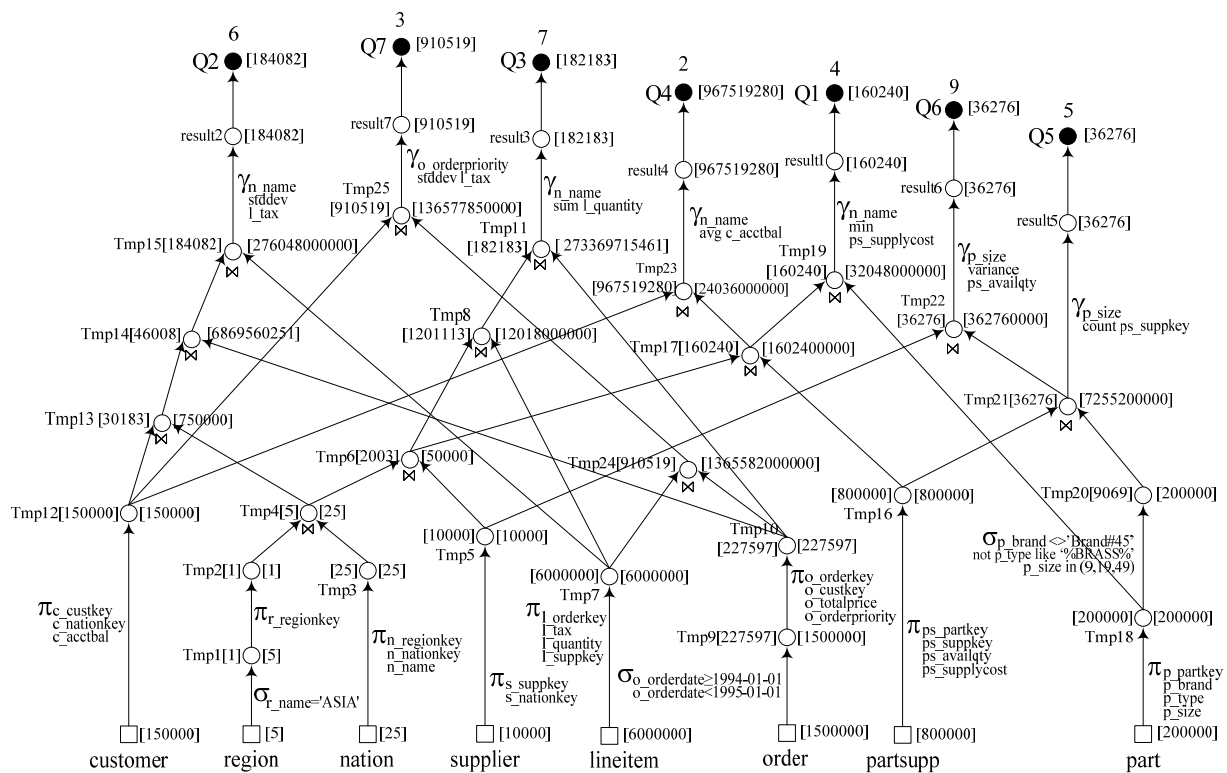 6
Q2
[184082]
result2
[184082]
γn_name
stddev
l_tax
Tmp15[184082]
[276048000000]
⋈
3
Q7
[910519]
result7
[910519]
γo_orderpriority
stddev l_tax
Tmp25
[910519]
[136577850000]
⋈
7
Q3
[182183]
result3
[182183]
γn_name
sum l_quantity
Tmp11
[182183]
[273369715461]
⋈
2
Q4
[967519280]
result4
[967519280]
γn_name
avg c_acctbal
Tmp23
[967519280]
[24036000000]
⋈
4
Q1
[160240]
result1
[160240]
γn_name
min
ps_supplycost
Tmp19
[160240]
[32048000000]
⋈
9
Q6
[36276]
result6
[36276]
γp_size
variance
ps_availqty
Tmp22
[36276]
[362760000]
⋈
5
Q5
[36276]
result5
[36276]
γp_size
count ps_suppkey
Tmp14[46008]
[6869560251]
⋈
Tmp8
[1201113]
[12018000000]
⋈
Tmp17[160240]
[1602400000]
⋈
Tmp21[36276]
[7255200000]
⋈
Tmp13 [30183]
[750000]
⋈
Tmp6[2003]
[50000]
⋈
Tmp24[910519]
[1365582000000]
⋈
Tmp12[150000]
[150000]
Tmp4[5]
[25]
⋈
[10000]
[10000]
Tmp5
Tmp10
[227597]
[227597]
[800000]
[800000]
Tmp16
Tmp20[9069]
[200000]
σp_brand <>'Brand#45'
not p_type like '%BRASS%'
p_size in (9,19,49)
Tmp2[1]
[1]
[25]
[25]
Tmp3
[6000000]
[6000000]
Tmp7
πc_custkey
c_nationkey
c_acctbal
πr_regionkey
πn_regionkey
n_nationkey
n_name
πl_orderkey
l_tax
l_quantity
l_suppkey
πo_orderkey
o_custkey
o_totalprice
o_orderpriority
[200000]
[200000]
Tmp18
Tmp1[1]
[5]
Tmp9[227597]
[1500000]
πps_partkey
ps_suppkey
ps_availqty
ps_supplycost
σr_name='ASIA'
πs_suppkey
s_nationkey
σo_orderdate≥1994-01-01
o_orderdate<1995-01-01
πp_partkey
p_brand
p_type
p_size
[150000]
[5]
[25]
[10000]
[6000000]
[1500000]
[800000]
[200000]
customer
region
nation
supplier
lineitem
order
partsupp
part